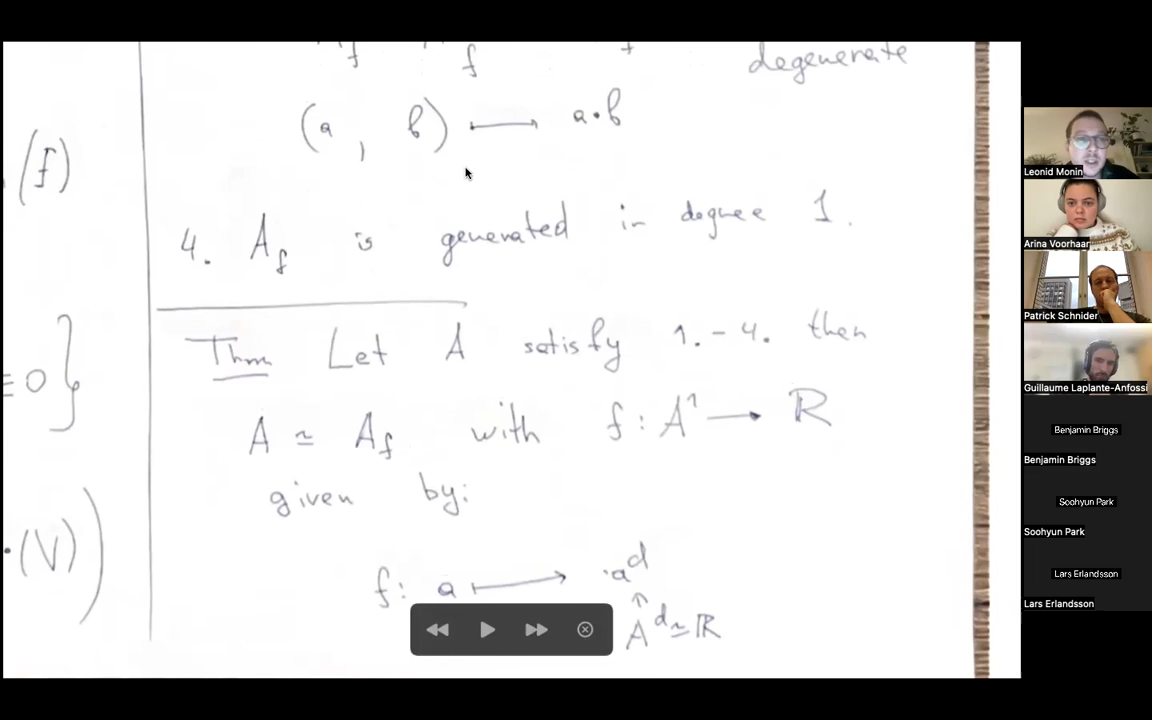 f f f degenerate
(a , b) ⟼ a·b
(f)
4. A_f is generated in degree 1.
Thm Let A satisfy 1.-4. then
≡ 0 }
A ≃ A_f with f: A^1 → ℝ
given by:
·(V))
f: a ⟼ ·a^d
↑
A^d ≃ ℝ
Leonid Monin
Arina Voorhaar
Patrick Schnider
Guillaume Laplante-Anfossi
Benjamin Briggs
Benjamin Briggs
Soohyun Park
Soohyun Park
Lars Erlandsson
Lars Erlandsson